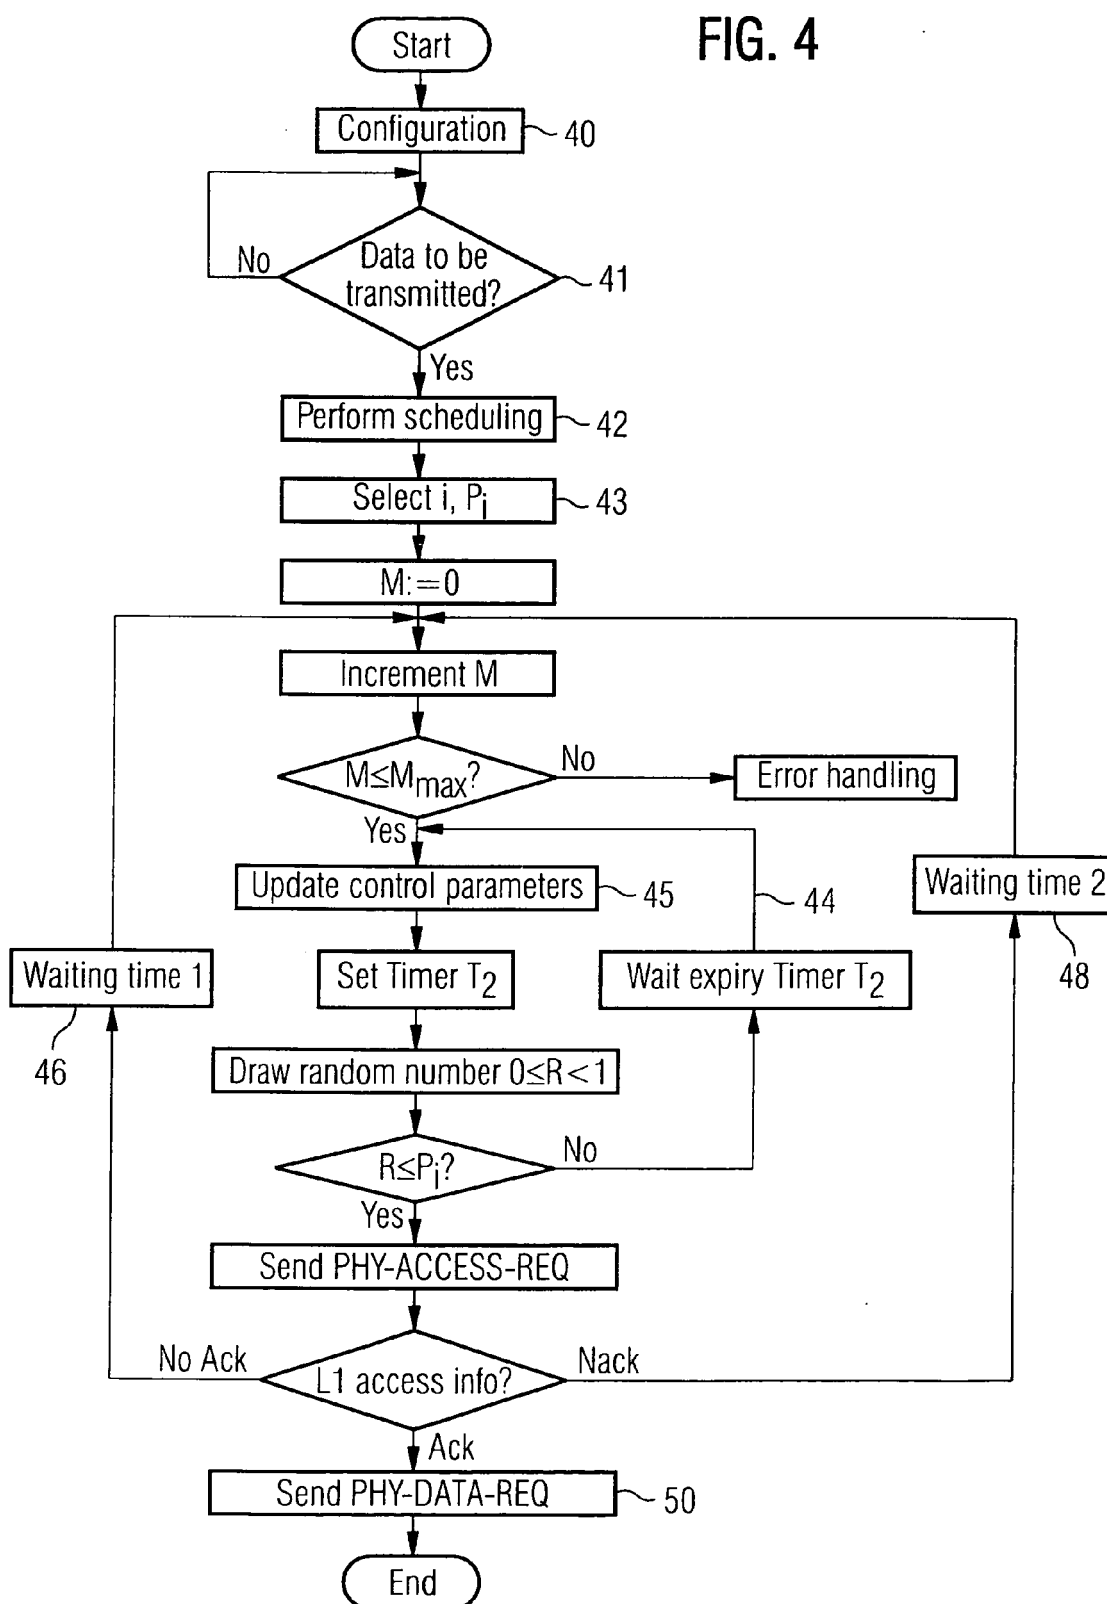 FIG. 4
Start
Configuration
40
Data to be
transmitted?
41
No
Yes
Perform scheduling
42
Select i, Pi
43
M:=0
Increment M
M≤Mmax?
No
Error handling
Yes
Update control parameters
45
44
Waiting time 2
48
Waiting time 1
46
Set Timer T2
Wait expiry Timer T2
Draw random number 0≤R<1
R≤Pi?
No
Yes
Send PHY-ACCESS-REQ
No Ack
L1 access info?
Nack
Ack
Send PHY-DATA-REQ
50
End